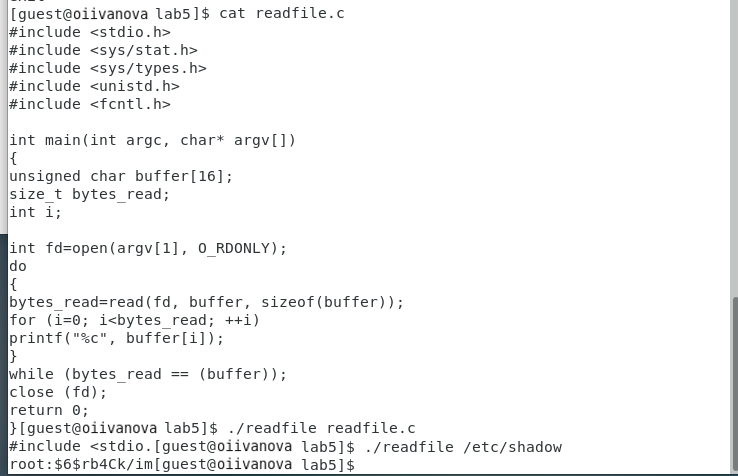 [guest@oiivanova lab5]$ cat readfile.c
#include <stdio.h>
#include <sys/stat.h>
#include <sys/types.h>
#include <unistd.h>
#include <fcntl.h>
int main(int argc, char* argv[])
{
unsigned char buffer[16];
size_t bytes_read;
int i;
int fd=open(argv[1], O_RDONLY);
do
{
bytes_read=read(fd, buffer, sizeof(buffer));
for (i=0; i<bytes_read; ++i)
printf("%c", buffer[i]);
}
while (bytes_read == (buffer));
close (fd);
return 0;
}[guest@oiivanova lab5]$ ./readfile readfile.c
#include <stdio.[guest@oiivanova lab5]$ ./readfile /etc/shadow
root:$6$rb4Ck/im[guest@oiivanova lab5]$